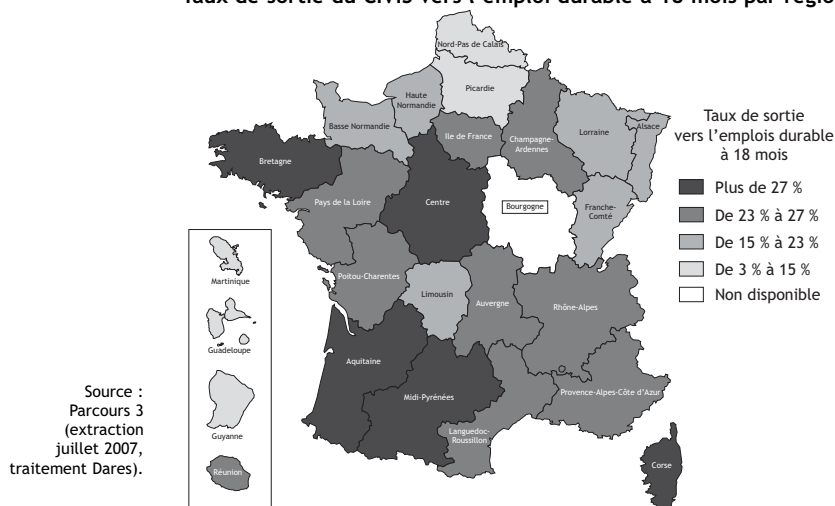 Taux de sortie du Civis vers l'emploi durable à 18 mois par régio
Nord-Pas de Calais
Picardie
Haute
Normandie
Basse Normandie
Ile de France
Champagne-
Ardennes
Lorraine
Alsace
Bretagne
Pays de la Loire
Centre
Bourgogne
Franche-
Comté
Poitou-Charentes
Limousin
Auvergne
Rhône-Alpes
Aquitaine
Midi-Pyrénées
Languedoc-
Roussillon
Provence-Alpes-Côte d'Azur
Corse
Martinique
Guadeloupe
Guyanne
Réunion
Taux de sortie
vers l'emplois durable
à 18 mois
Plus de 27 %
De 23 % à 27 %
De 15 % à 23 %
De 3 % à 15 %
Non disponible
Source :
Parcours 3
(extraction
juillet 2007,
traitement Dares).